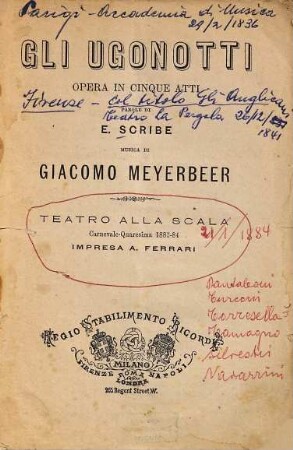 Parigi - Accademia di Musica
29/2/1836
GLI UGONOTTI
OPERA IN CINQUE ATTI
Firenze - col titolo Gli Anglicani
PAROLE DI
Teatro la Pergola 26/12/
1841
E. SCRIBE
MUSICA DI
GIACOMO MEYERBEER
TEATRO ALLA SCALA
21/1/1884
Carnevale-Quaresima 1883-84
IMPRESA A. FERRARI
Pantaleoni
Turconi
Torresella
Tamagno
Silvestri
Navarrini
REGIO STABILIMENTO RICORDI
MILANO
FIRENZE ROMA NAPOLI
LONDRA
265 Regent Street W.